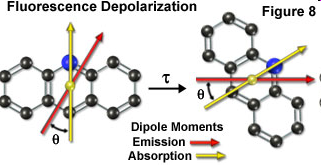 Fluorescence Depolarization
Figure 8
τ
θ
θ
Dipole Moments
Emission
Absorption